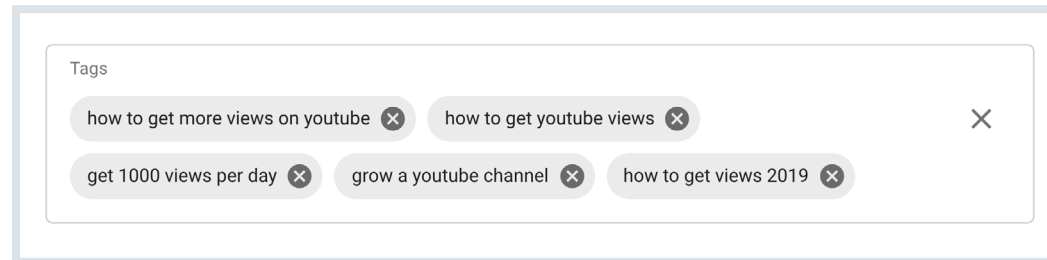 Tags
how to get more views on youtube how to get youtube views
get 1000 views per day grow a youtube channel how to get views 2019